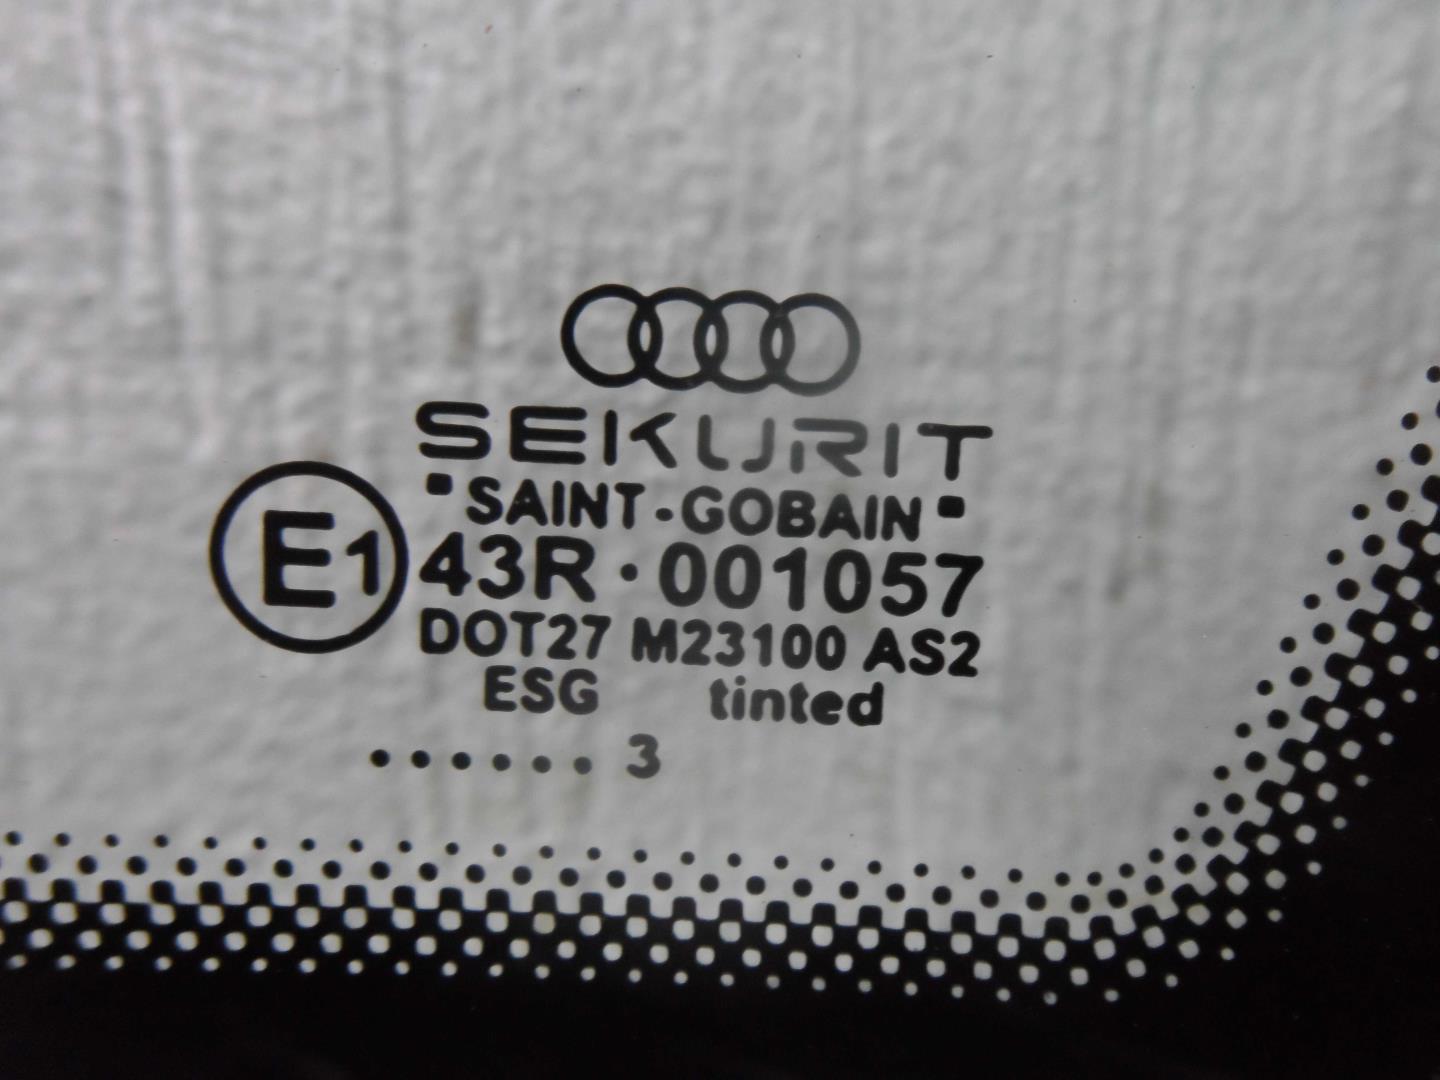 SEKURIT
SAINT-GOBAIN
E1 43R · 001057
DOT27 M23100 AS2
ESG tinted
...... 3